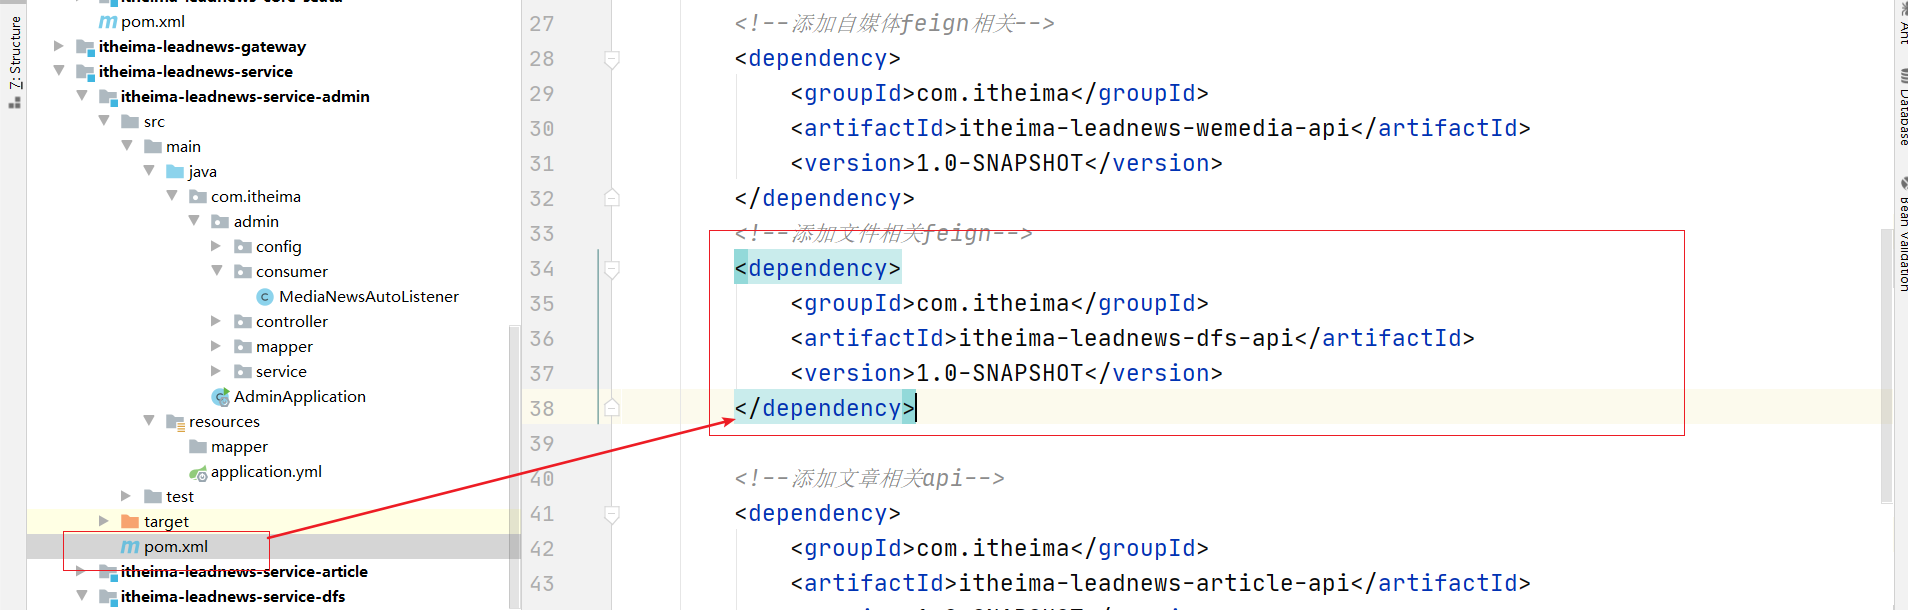 7: Structure
itheima-leadnews-core-seata
pom.xml
itheima-leadnews-gateway
itheima-leadnews-service
itheima-leadnews-service-admin
src
main
java
com.itheima
admin
config
consumer
MediaNewsAutoListener
controller
mapper
service
AdminApplication
resources
mapper
application.yml
test
target
pom.xml
itheima-leadnews-service-article
itheima-leadnews-service-dfs
27 <!--添加自媒体feign相关-->
28 <dependency>
29 <groupId>com.itheima</groupId>
30 <artifactId>itheima-leadnews-wemedia-api</artifactId>
31 <version>1.0-SNAPSHOT</version>
32 </dependency>
33 <!--添加文件相关feign-->
34 <dependency>
35 <groupId>com.itheima</groupId>
36 <artifactId>itheima-leadnews-dfs-api</artifactId>
37 <version>1.0-SNAPSHOT</version>
38 </dependency>
39
40 <!--添加文章相关api-->
41 <dependency>
42 <groupId>com.itheima</groupId>
43 <artifactId>itheima-leadnews-article-api</artifactId>
Ant
Database
Bean Validation